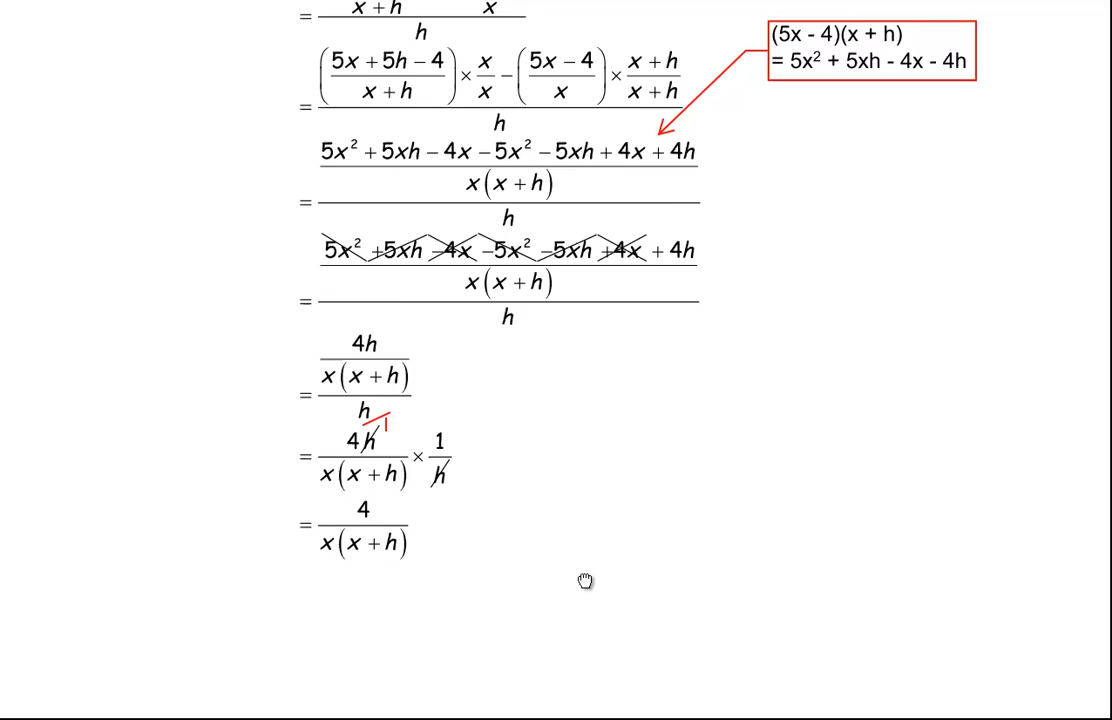 = x + h x
h
(5x - 4)(x + h)
= 5x² + 5xh - 4x - 4h
= ((5x + 5h − 4)/(x + h)) × x/x − ((5x − 4)/x) × (x + h)/(x + h)
h
5x² + 5xh − 4x − 5x² − 5xh + 4x + 4h
x(x + h)
=
h
5x² + 5xh − 4x − 5x² − 5xh + 4x + 4h
x(x + h)
=
h
4h
x(x + h)
=
h
1
= 4h/(x(x + h)) × 1/h
= 4/(x(x + h))